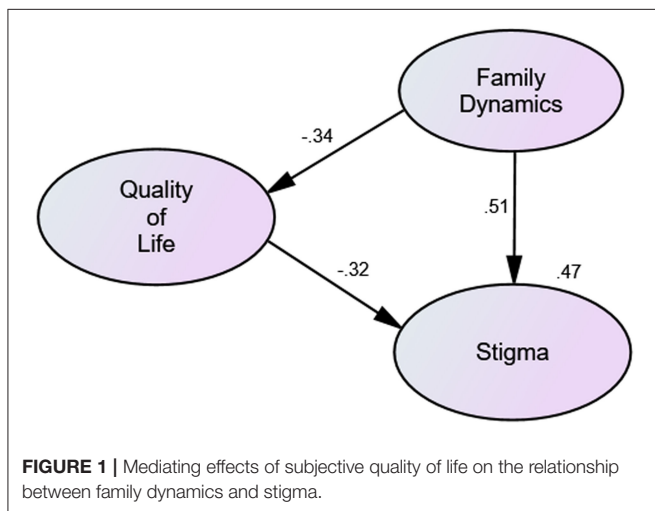 Family
Dynamics
-.34
Quality
of
Life
.51
-.32
.47
Stigma
FIGURE 1 | Mediating effects of subjective quality of life on the relationship
between family dynamics and stigma.